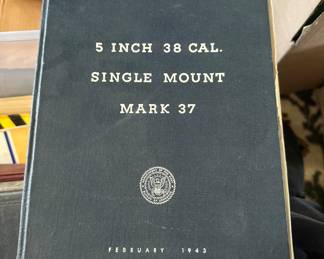 5 INCH 38 CAL.
SINGLE MOUNT
MARK 37
FEBRUARY 1943